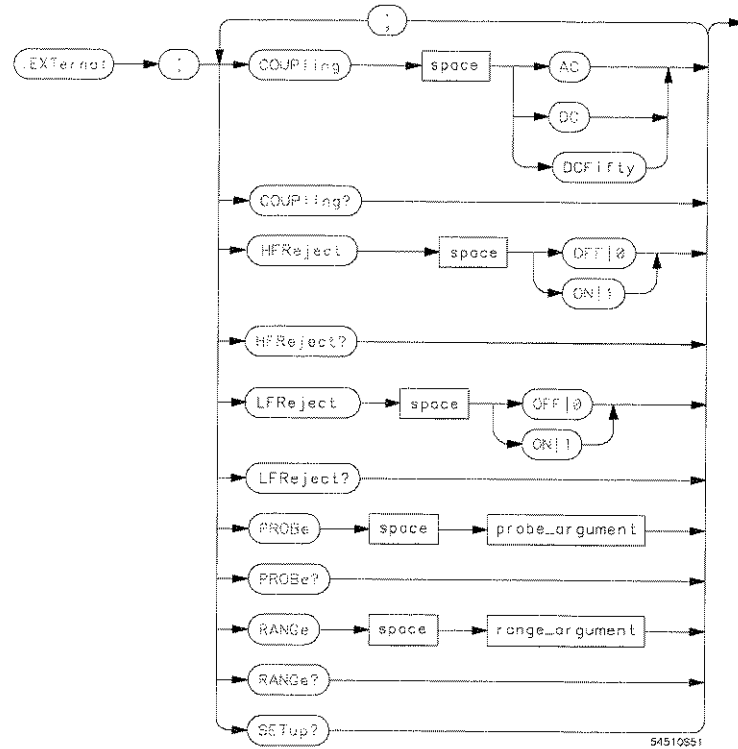 ;
:EXTernal : COUPling space AC
DC
DCFifty
COUPling?
HFReject space OFF|0
ON|1
HFReject?
LFReject space OFF|0
ON|1
LFReject?
PROBe space probe_argument
PROBe?
RANGe space range_argument
RANGe?
SETup?
54510S51